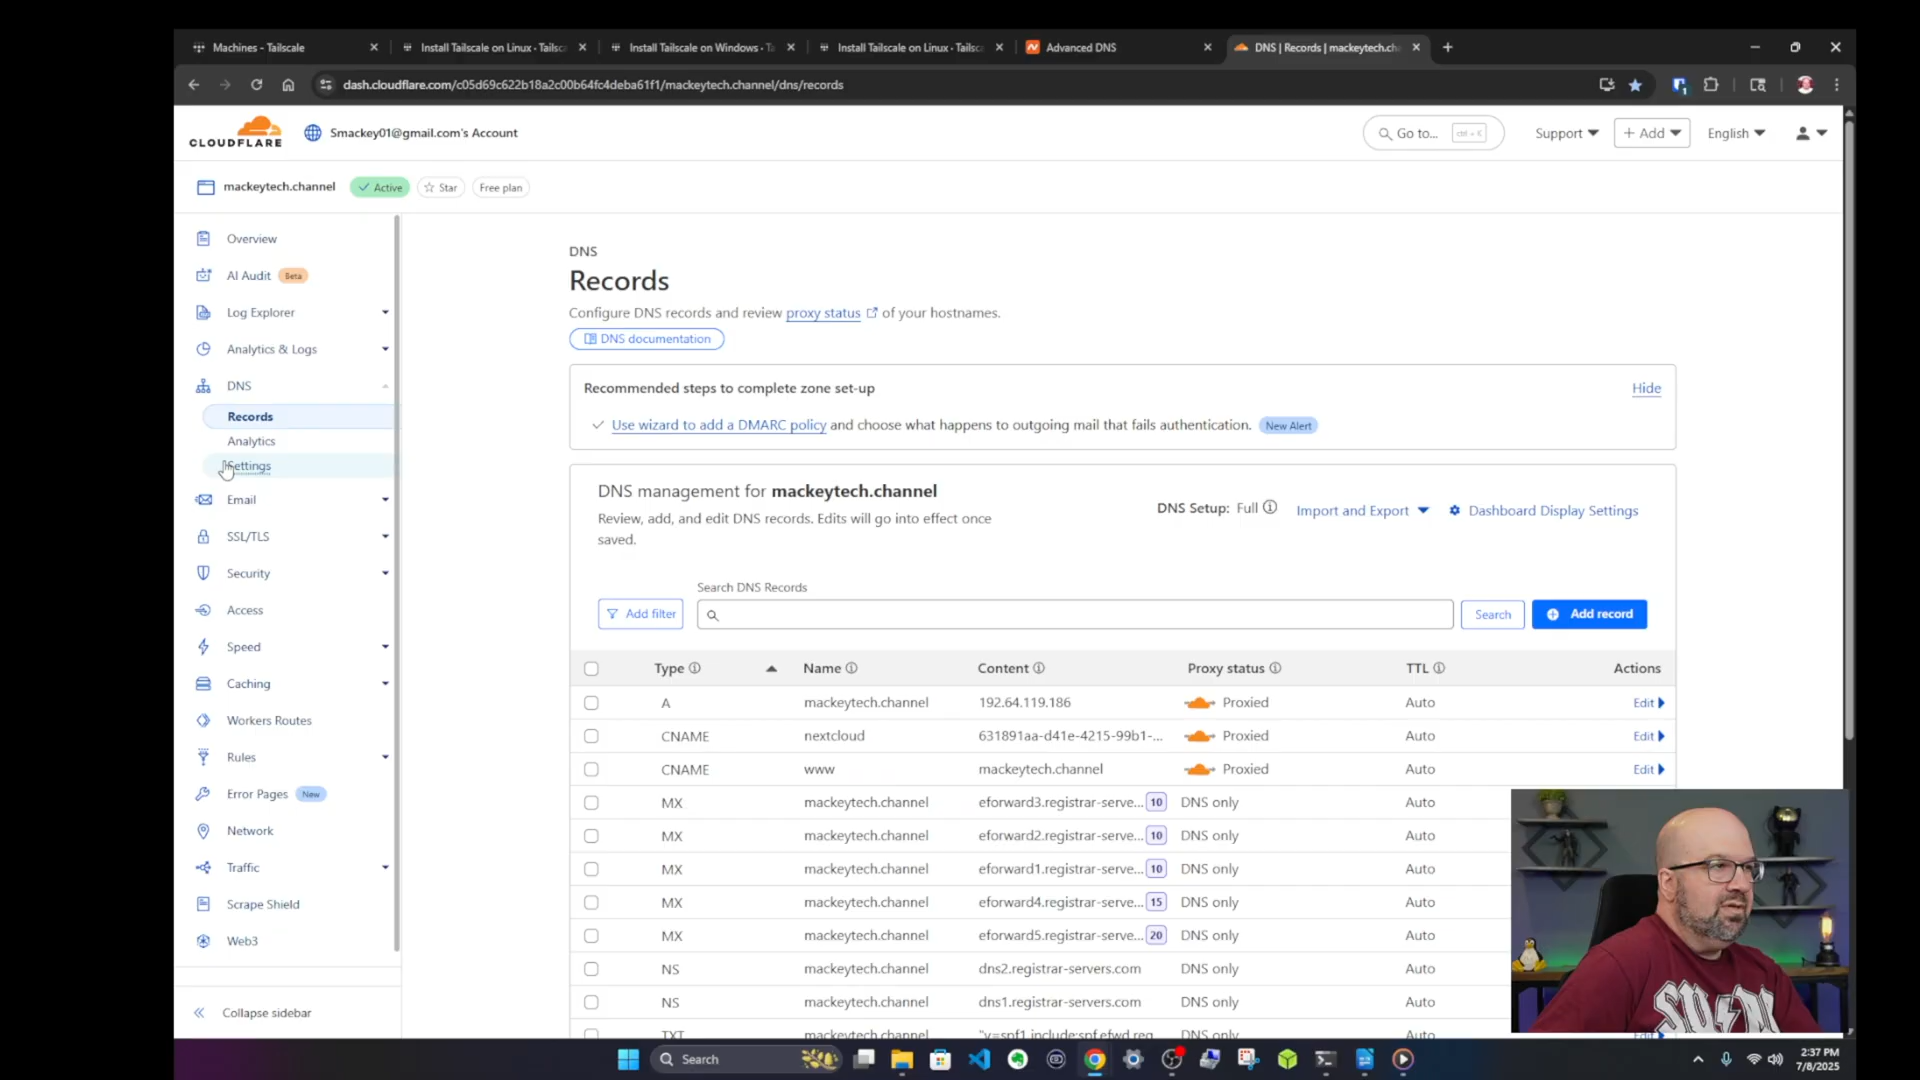 Machines - Tailscale
Install Tailscale on Linux · Tailsc
Install Tailscale on Windows · T
Install Tailscale on Linux · Tailsc
Advanced DNS
DNS | Records | mackeytech.ch
dash.cloudflare.com/c05d69c622b18a2c00b64fc4deba61f1/mackeytech.channel/dns/records
CLOUDFLARE
Smackey01@gmail.com's Account
Go to...
ctrl + K
Support
+ Add
English
mackeytech.channel
Active
Star
Free plan
Overview
AI Audit
Beta
Log Explorer
Analytics & Logs
DNS
Records
Analytics
Settings
Email
SSL/TLS
Security
Access
Speed
Caching
Workers Routes
Rules
Error Pages
New
Network
Traffic
Scrape Shield
Web3
Collapse sidebar
DNS
Records
Configure DNS records and review proxy status of your hostnames.
DNS documentation
Recommended steps to complete zone set-up
Hide
Use wizard to add a DMARC policy and choose what happens to outgoing mail that fails authentication. New Alert
DNS management for mackeytech.channel
Review, add, and edit DNS records. Edits will go into effect once
saved.
DNS Setup: Full
Import and Export
Dashboard Display Settings
Search DNS Records
Add filter
Search
Add record
Type Name Content Proxy status TTL Actions
A mackeytech.channel 192.64.119.186 Proxied Auto Edit
CNAME nextcloud 631891aa-d41e-4215-99b1-... Proxied Auto Edit
CNAME www mackeytech.channel Proxied Auto Edit
MX mackeytech.channel eforward3.registrar-serve... 10 DNS only Auto
MX mackeytech.channel eforward2.registrar-serve... 10 DNS only Auto
MX mackeytech.channel eforward1.registrar-serve... 10 DNS only Auto
MX mackeytech.channel eforward4.registrar-serve... 15 DNS only Auto
MX mackeytech.channel eforward5.registrar-serve... 20 DNS only Auto
NS mackeytech.channel dns2.registrar-servers.com DNS only Auto
NS mackeytech.channel dns1.registrar-servers.com DNS only Auto
TXT mackeytech.channel "v=spf1 include:spf.efwd.reg DNS only Auto Edit
Search
2:37 PM
7/8/2025